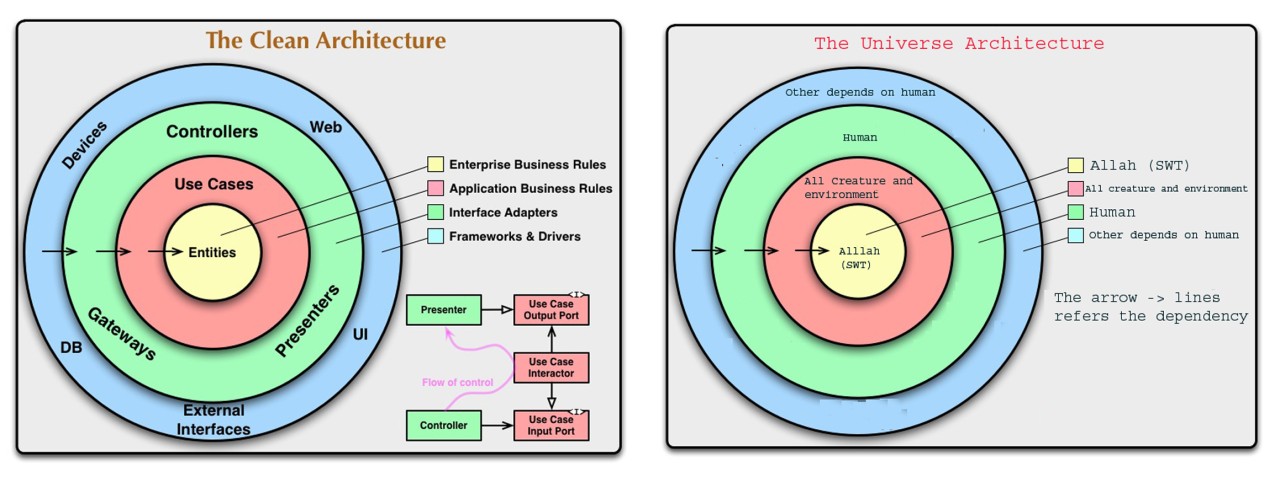 The Clean Architecture
Devices
Controllers
Web
Use Cases
Entities
Gateways
Presenters
DB
UI
External
Interfaces
Enterprise Business Rules
Application Business Rules
Interface Adapters
Frameworks & Drivers
Presenter
<I>
Use Case
Output Port
Flow of control
Use Case
Interactor
Controller
<I>
Use Case
Input Port
The Universe Architecture
Other depends on human
Human
All Creature and
environment
Alllah
(SWT)
Allah (SWT)
All creature and environment
Human
Other depends on human
The arrow -> lines
refers the dependency